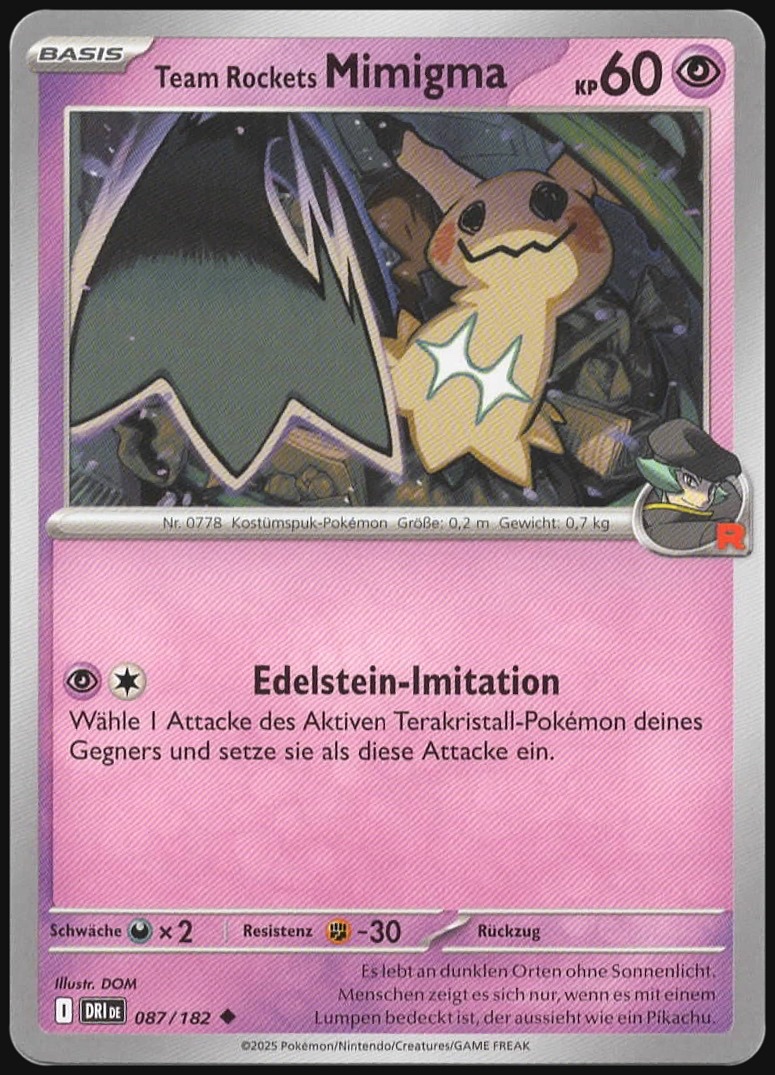 BASIS
Team Rockets Mimigma KP 60
Nr. 0778 Kostümspuk-Pokémon Größe: 0,2 m Gewicht: 0,7 kg
R
Edelstein-Imitation
Wähle 1 Attacke des Aktiven Terakristall-Pokémon deines
Gegners und setze sie als diese Attacke ein.
Schwäche ×2 Resistenz -30 Rückzug
Es lebt an dunklen Orten ohne Sonnenlicht.
Menschen zeigt es sich nur, wenn es mit einem
Lumpen bedeckt ist, der aussieht wie ein Pikachu.
Illustr. DOM
I DRI DE 087/182
©2025 Pokémon/Nintendo/Creatures/GAME FREAK